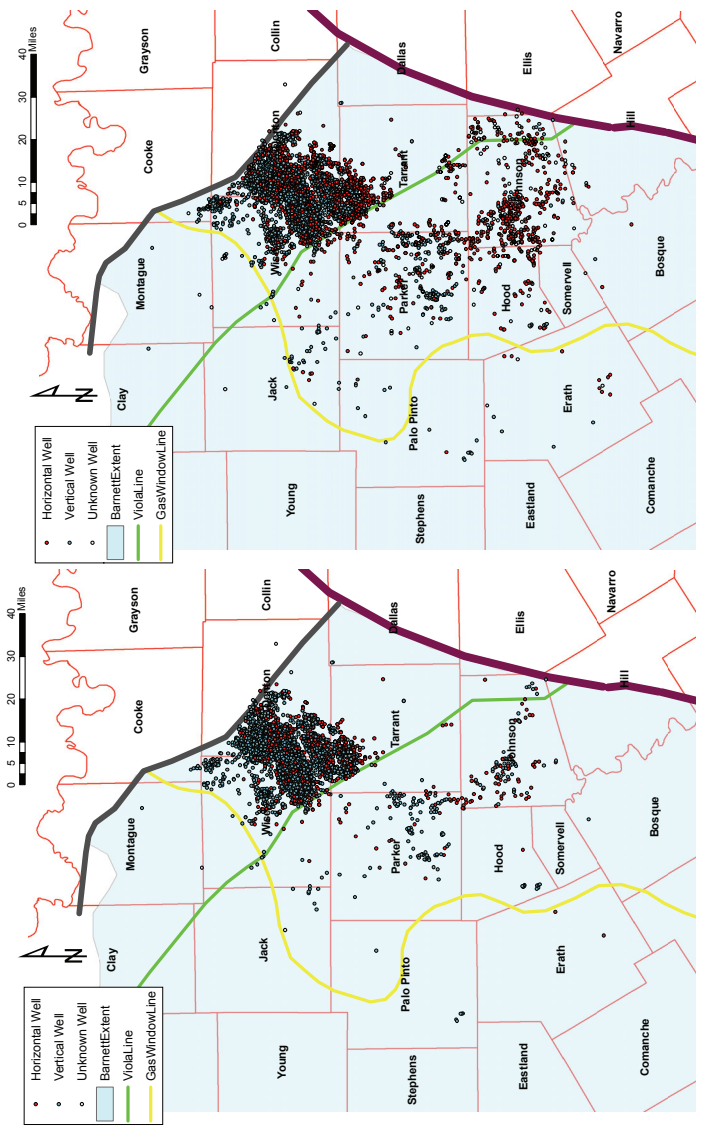 Horizontal Well
Vertical Well
Unknown Well
BarnettExtent
ViolaLine
GasWindowLine
N
0 5 10 20 30 40
Miles
Clay
Montague
Cooke
Grayson
Young
Jack
Wis
nton
Collin
Stephens
Palo Pinto
Parker
Tarrant
Dallas
Eastland
Erath
Hood
Somervell
Johnson
Ellis
Comanche
Bosque
Hill
Navarro
Horizontal Well
Vertical Well
Unknown Well
BarnettExtent
ViolaLine
GasWindowLine
N
0 5 10 20 30 40
Miles
Clay
Montague
Cooke
Grayson
Young
Jack
Wis
nton
Collin
Stephens
Palo Pinto
Parker
Tarrant
Dallas
Eastland
Erath
Hood
Somervell
Johnson
Ellis
Comanche
Bosque
Hill
Navarro